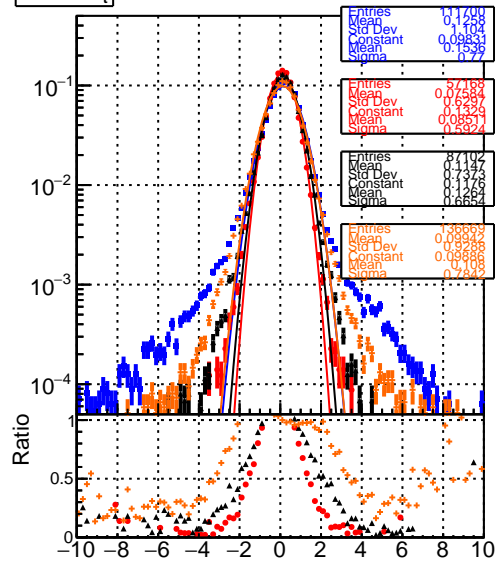 Entries 111700
Mean 0.1258
Std Dev 1.104
Constant 0.09831
Mean 0.1536
Sigma 0.77
Entries 57168
Mean 0.07584
Std Dev 0.6297
Constant 0.1329
Mean 0.08511
Sigma 0.5924
Entries 87102
Mean 0.1147
Std Dev 0.7373
Constant 0.1176
Mean 0.1264
Sigma 0.6654
Entries 136669
Mean 0.09942
Std Dev 0.9288
Constant 0.09886
Mean 0.108
Sigma 0.7842
10⁻¹
10⁻²
10⁻³
10⁻⁴
Ratio
1
0.5
0
−10 −8 −6 −4 −2 0 2 4 6 8 10